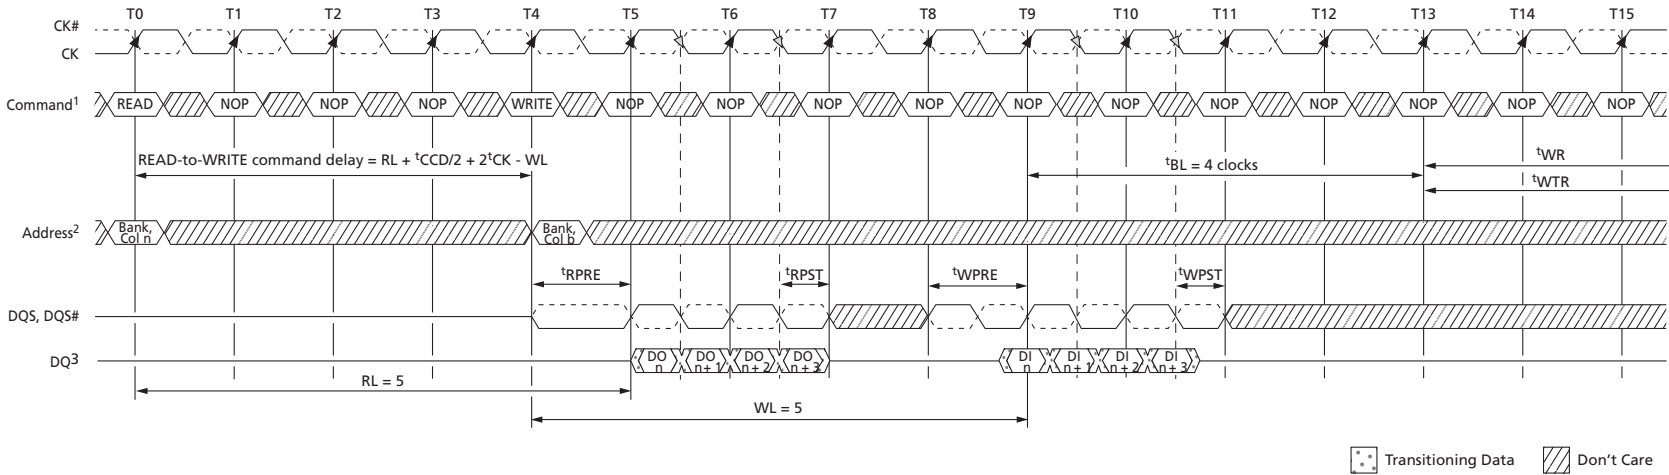 T0 T1 T2 T3 T4 T5 T6 T7 T8 T9 T10 T11 T12 T13 T14 T15
CK#
CK
Command1 READ NOP NOP NOP WRITE NOP NOP NOP NOP NOP NOP NOP NOP NOP NOP NOP
READ-to-WRITE command delay = RL + tCCD/2 + 2tCK - WL
tBL = 4 clocks
tWR
tWTR
Address2 Bank, Col n Bank, Col b
tRPRE tRPST tWPRE tWPST
DQS, DQS#
DQ3 DO n DO n + 1 DO n + 2 DO n + 3 DI n DI n + 1 DI n + 2 DI n + 3
RL = 5
WL = 5
Transitioning Data Don't Care